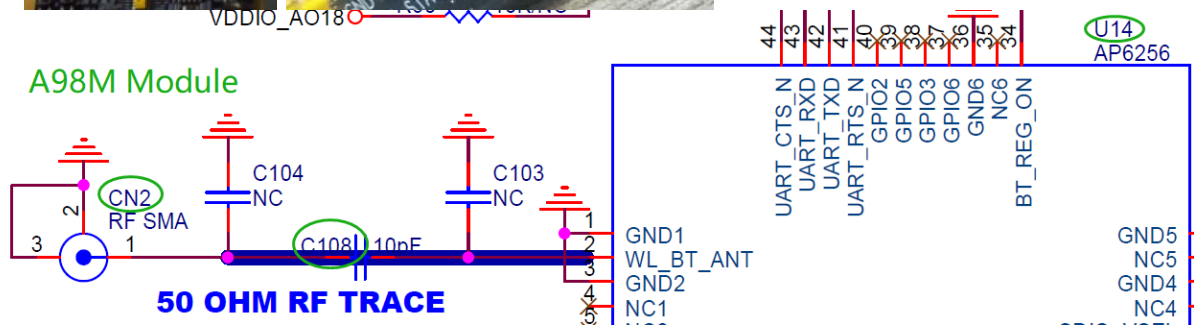 VDDIO_AO18
A98M Module
U14
AP6256
44
43
42
41
40
39
38
37
36
35
34
UART_CTS_N
UART_RXD
UART_TXD
UART_RTS_N
GPIO2
GPIO5
GPIO3
GPIO6
GND6
NC6
BT_REG_ON
C104
NC
C103
NC
CN2
RF SMA
2
3
1
C108
10pF
50 OHM RF TRACE
1
2
3
4
5
GND1
WL_BT_ANT
GND2
NC1
GND5
NC5
GND4
NC4